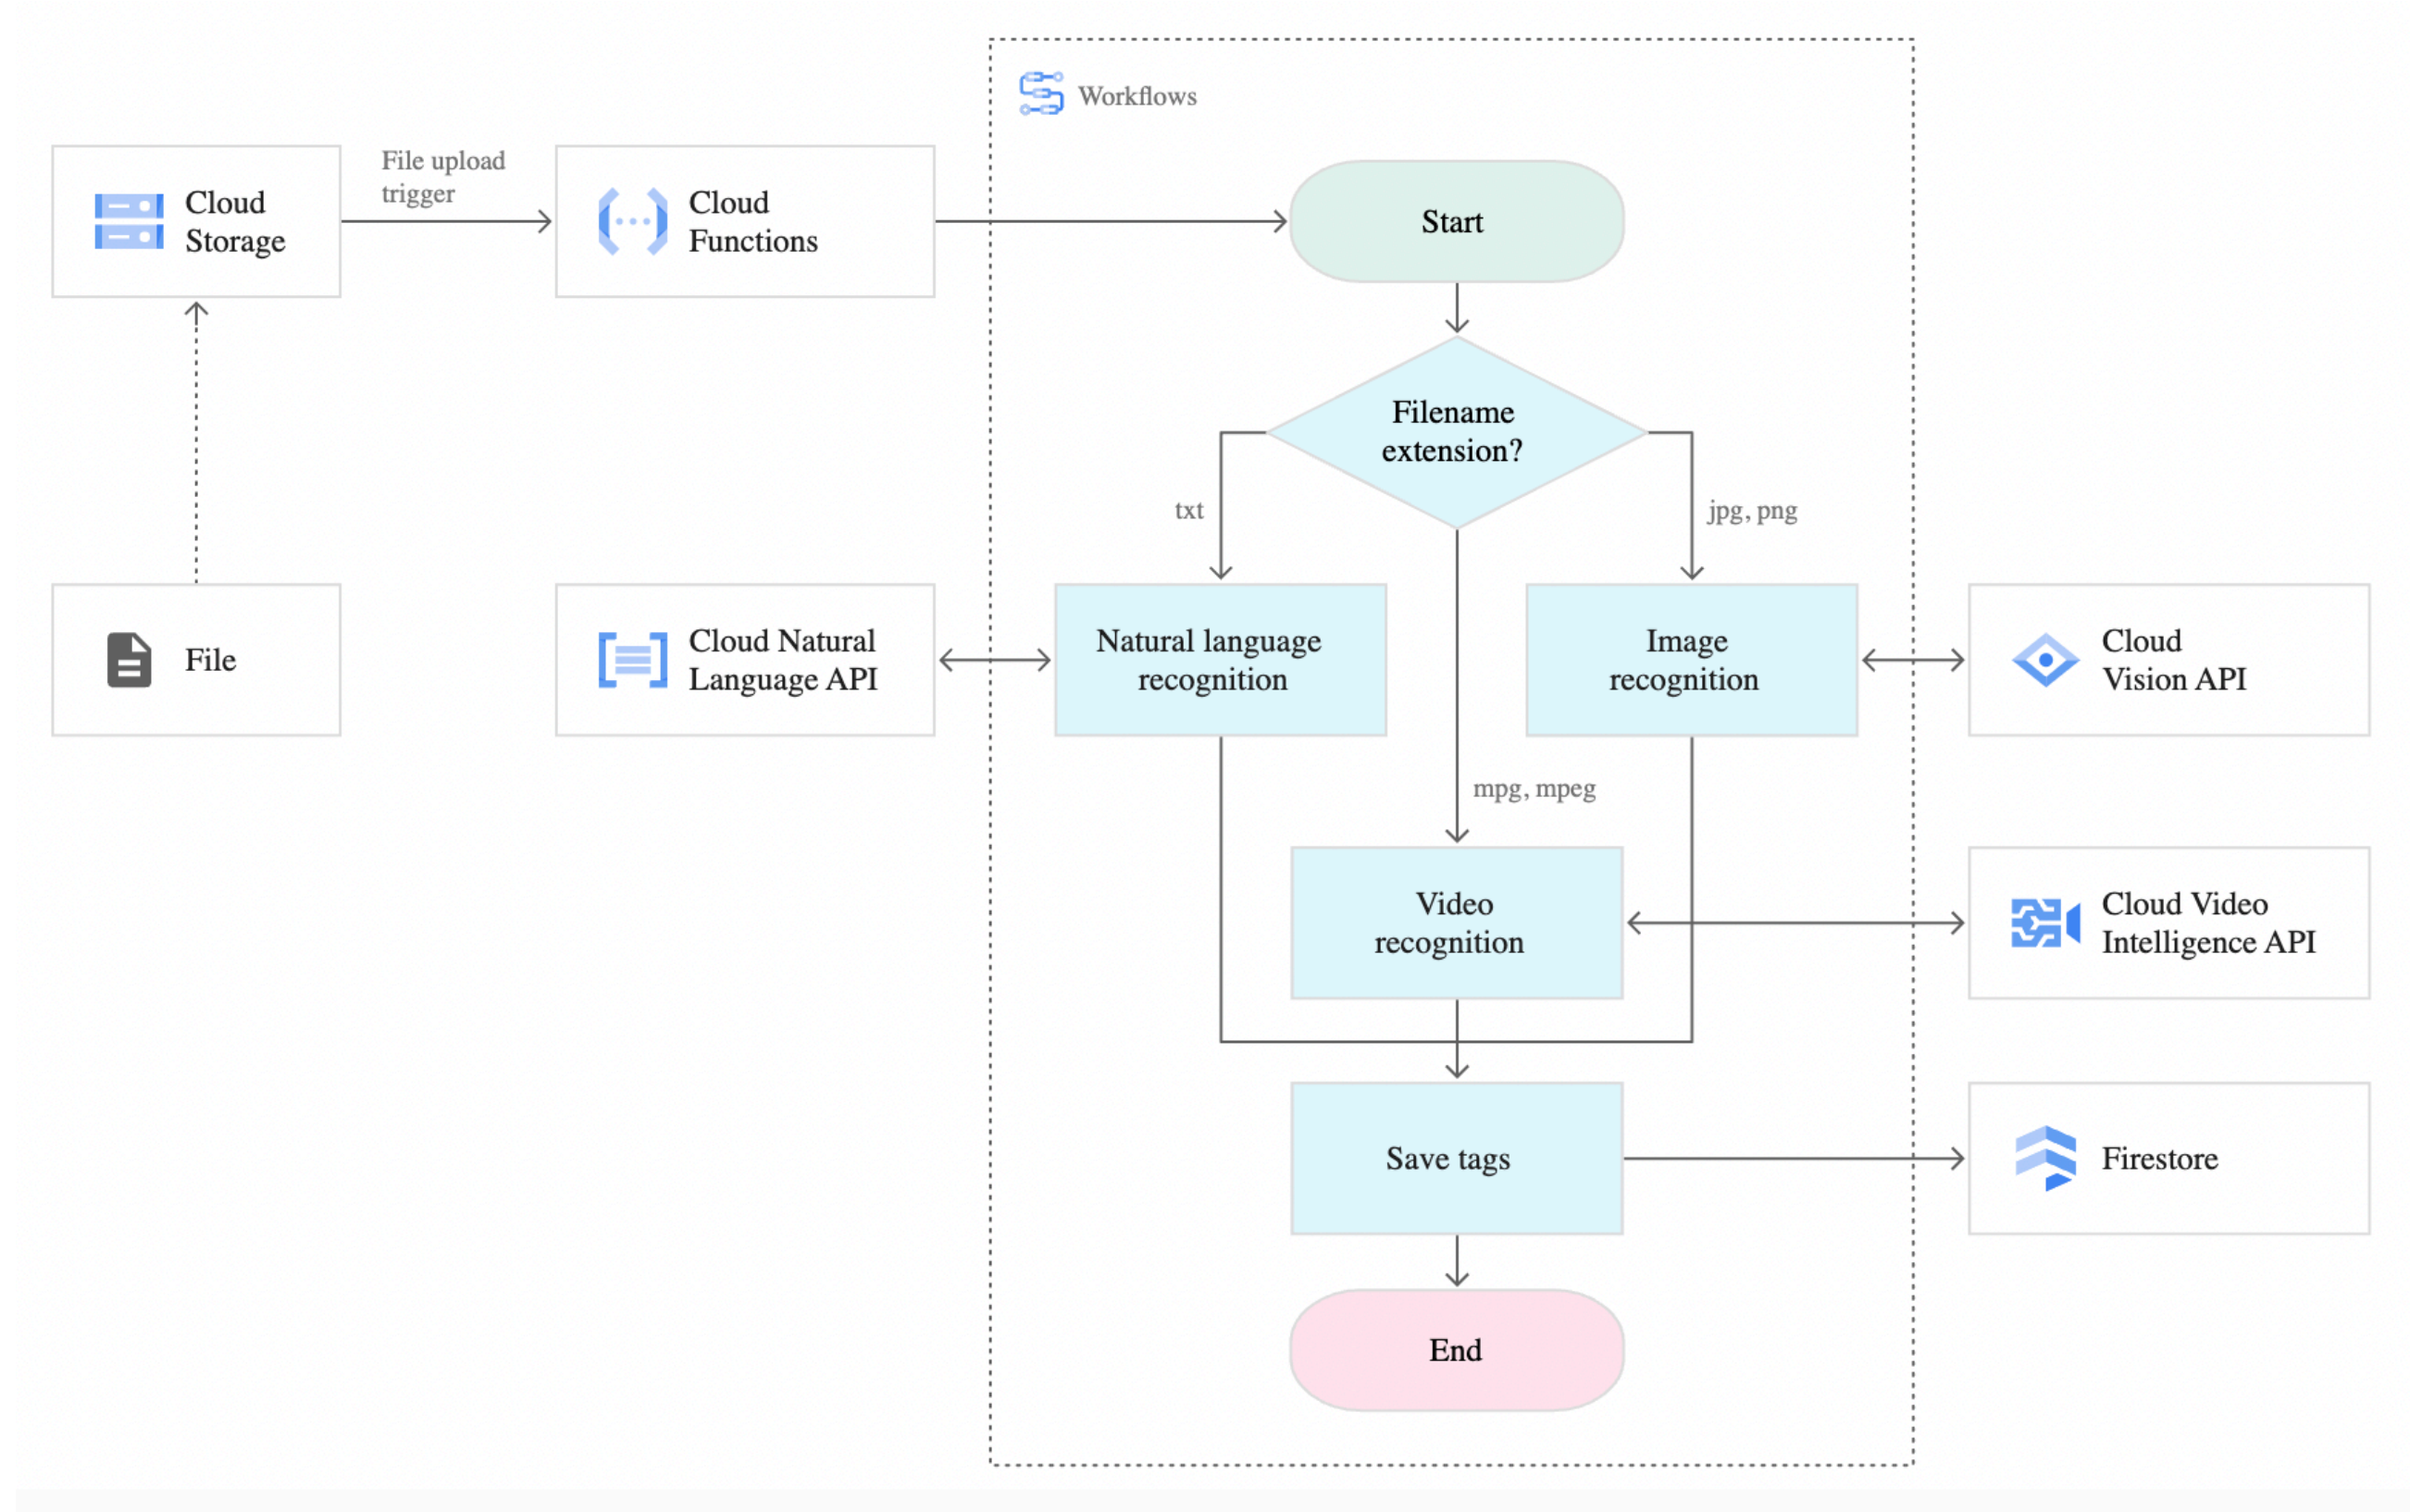 Workflows
File upload
trigger
Cloud
Storage
Cloud
Functions
Start
Filename
extension?
txt
jpg, png
File
Cloud Natural
Language API
Natural language
recognition
Image
recognition
Cloud
Vision API
mpg, mpeg
Video
recognition
Cloud Video
Intelligence API
Save tags
Firestore
End